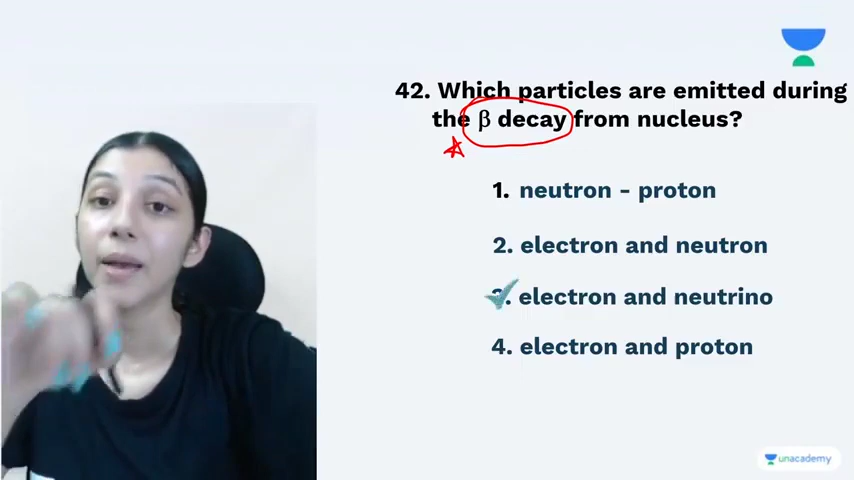 42. Which particles are emitted during
the β decay from nucleus?
1. neutron - proton
2. electron and neutron
3. electron and neutrino
4. electron and proton
unacademy